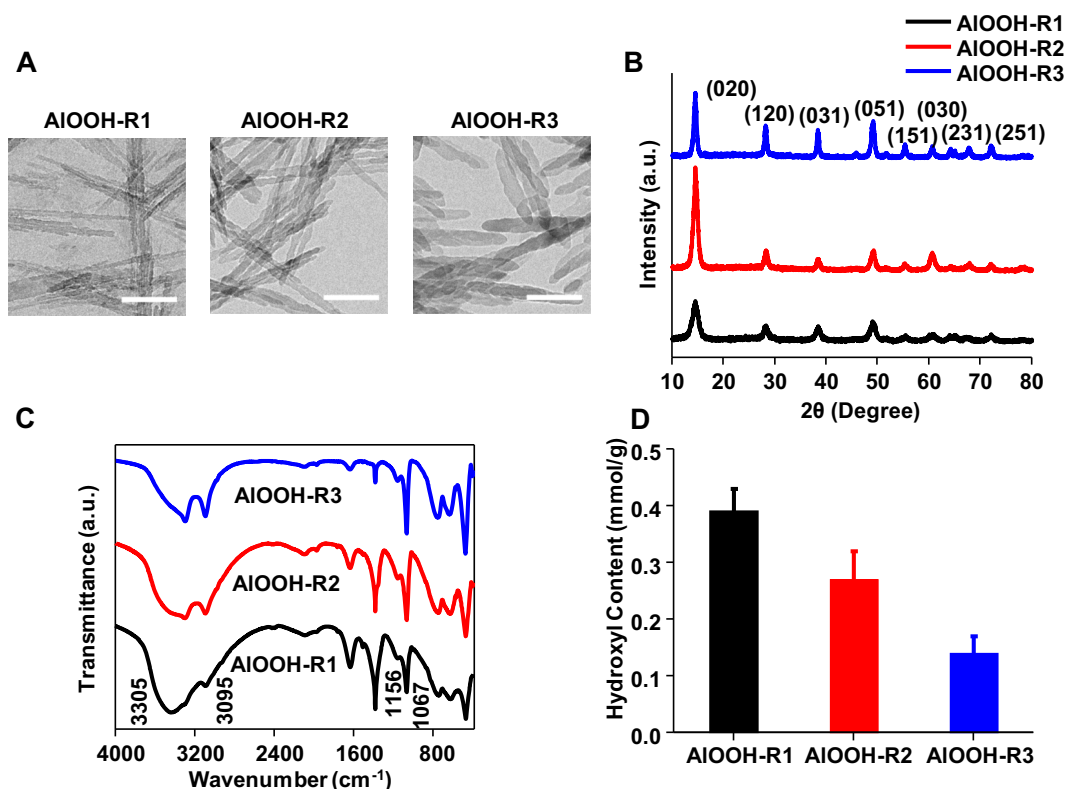 A
AlOOH-R1
AlOOH-R2
AlOOH-R3
B
AlOOH-R1
AlOOH-R2
AlOOH-R3
(020)
(120)
(031)
(051)
(151)
(030)
(231)
(251)
Intensity (a.u.)
10 20 30 40 50 60 70 80
2θ (Degree)
C
AlOOH-R3
AlOOH-R2
AlOOH-R1
3305
3095
1156
1067
Transmittance (a.u.)
4000 3200 2400 1600 800
Wavenumber (cm-1)
D
Hydroxyl Content (mmol/g)
0.5
0.4
0.3
0.2
0.1
0.0
AlOOH-R1 AlOOH-R2 AlOOH-R3